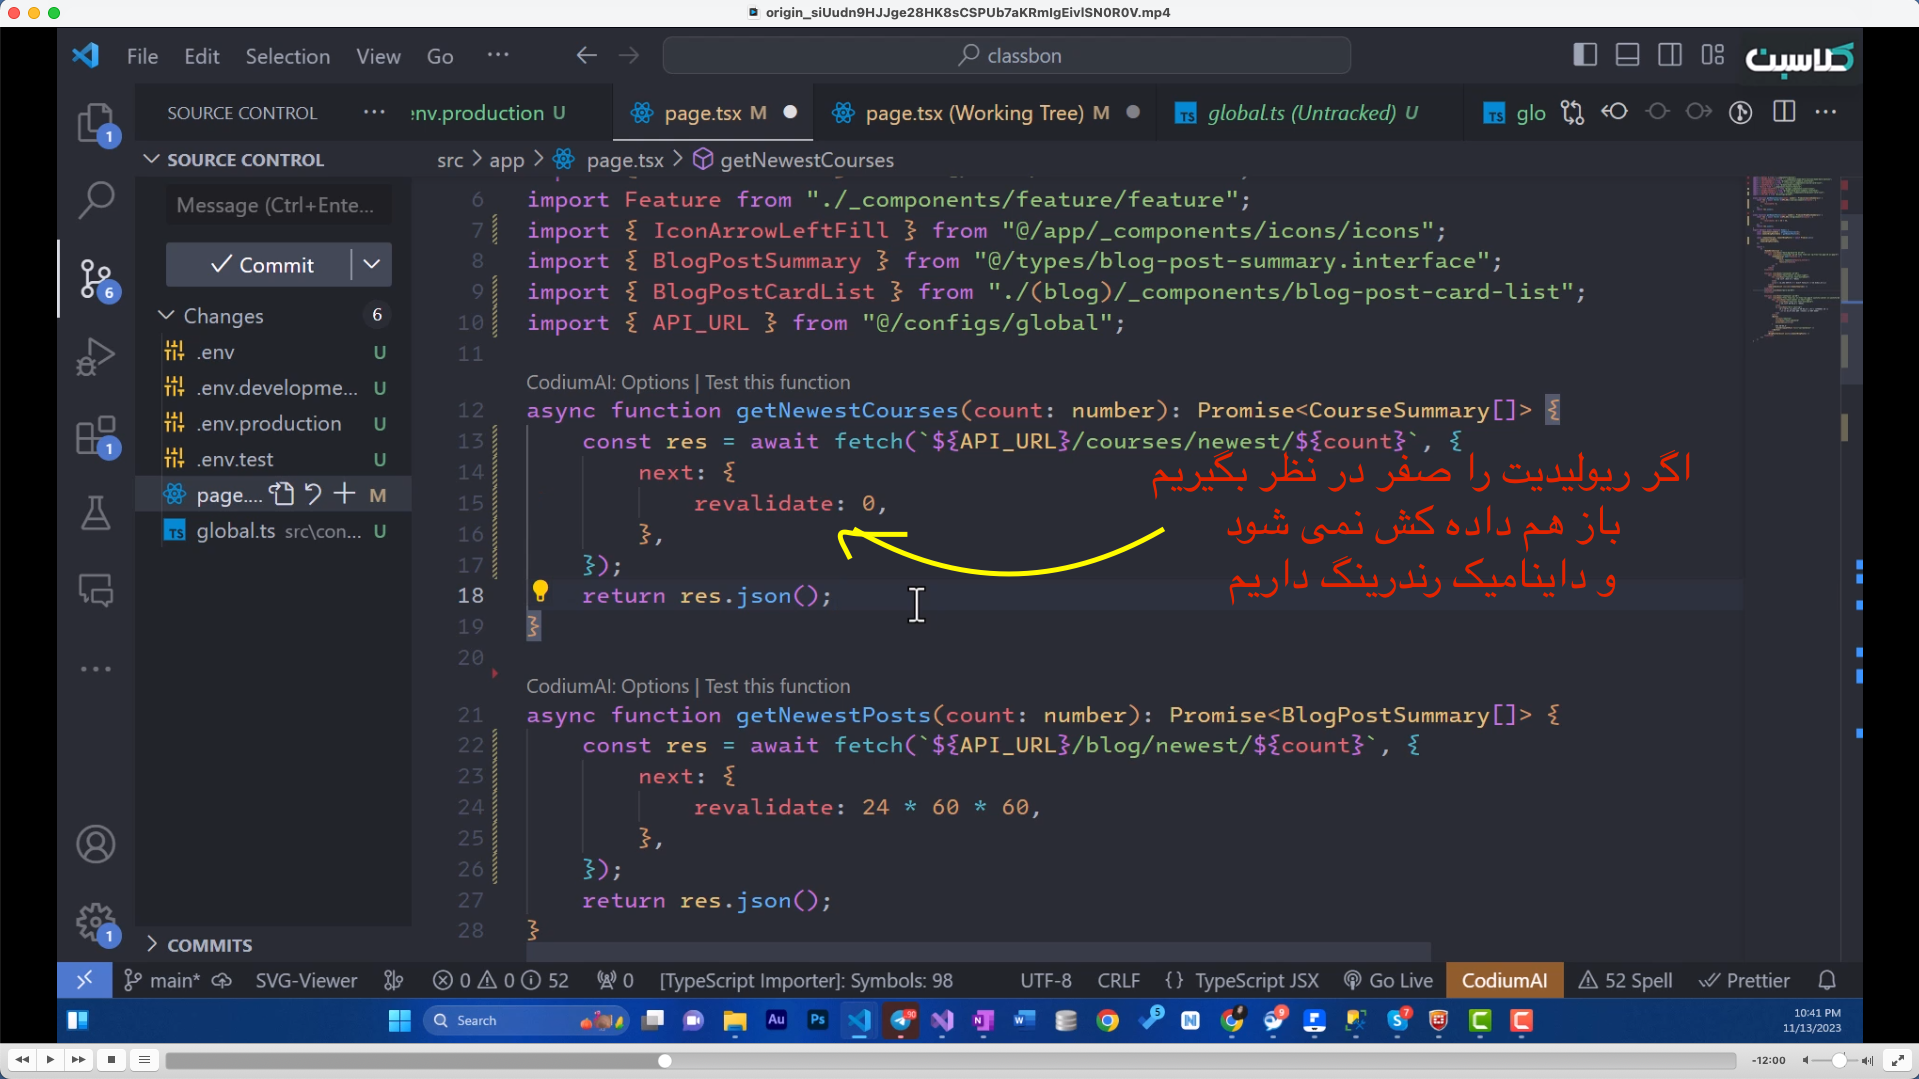 origin_siUudn9HJJge28HK8sCSPUb7aKRmIgEivlSN0R0V.mp4
File Edit Selection View Go ··· classbon
کلاسبن
SOURCE CONTROL ··· .env.production U page.tsx M page.tsx (Working Tree) M global.ts (Untracked) U glo
SOURCE CONTROL
src > app > page.tsx > getNewestCourses
Message (Ctrl+Ente...
Commit
Changes 6
.env U
.env.developme... U
.env.production U
.env.test U
page.... M
global.ts src\con... U
COMMITS
6 import Feature from "./_components/feature/feature";
7 import { IconArrowLeftFill } from "@/app/_components/icons/icons";
8 import { BlogPostSummary } from "@/types/blog-post-summary.interface";
9 import { BlogPostCardList } from "./(blog)/_components/blog-post-card-list";
10 import { API_URL } from "@/configs/global";
11
CodiumAI: Options | Test this function
12 async function getNewestCourses(count: number): Promise<CourseSummary[]> {
13 const res = await fetch(`${API_URL}/courses/newest/${count}`, {
14 next: {
15 revalidate: 0,
16 },
17 });
18 return res.json();
19 }
20
اگر ریولیدیت را صفر در نظر بگیریم
باز هم داده کش نمی شود
و داینامیک رندرینگ داریم
CodiumAI: Options | Test this function
21 async function getNewestPosts(count: number): Promise<BlogPostSummary[]> {
22 const res = await fetch(`${API_URL}/blog/newest/${count}`, {
23 next: {
24 revalidate: 24 * 60 * 60,
25 },
26 });
27 return res.json();
28 }
main* SVG-Viewer 0 0 52 0 [TypeScript Importer]: Symbols: 98 UTF-8 CRLF {} TypeScript JSX Go Live CodiumAI 52 Spell Prettier
Search 10:41 PM
11/13/2023
-12:00